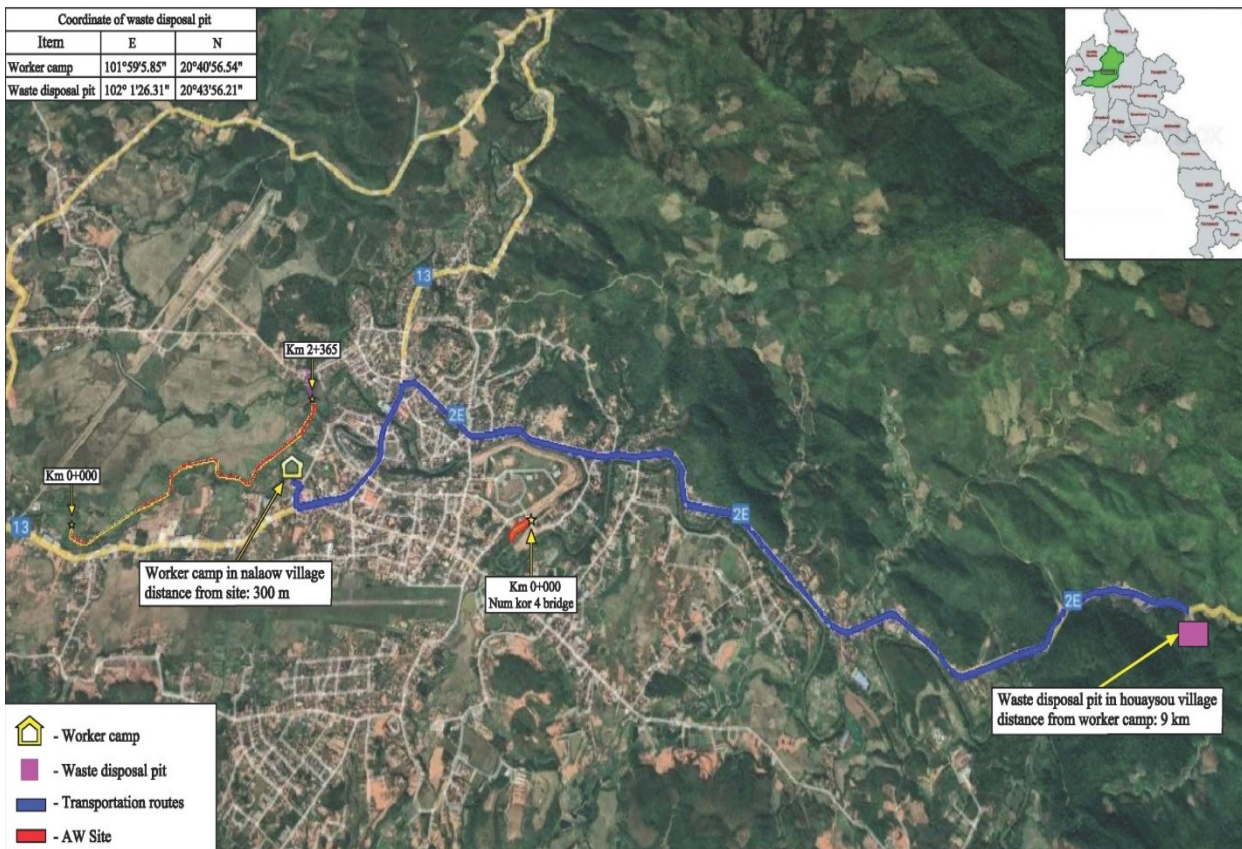 Coordinate of waste disposal pit
Item E N
Worker camp 101°59'5.85" 20°40'56.54"
Waste disposal pit 102° 1'26.31" 20°43'56.21"
13
Km 2+365
2E
Km 0+000
13
2E
Worker camp in nalaow village
distance from site: 300 m
Km 0+000
Num kor 4 bridge
2E
Waste disposal pit in houaysou village
distance from worker camp: 9 km
- Worker camp
- Waste disposal pit
- Transportation routes
- AW Site